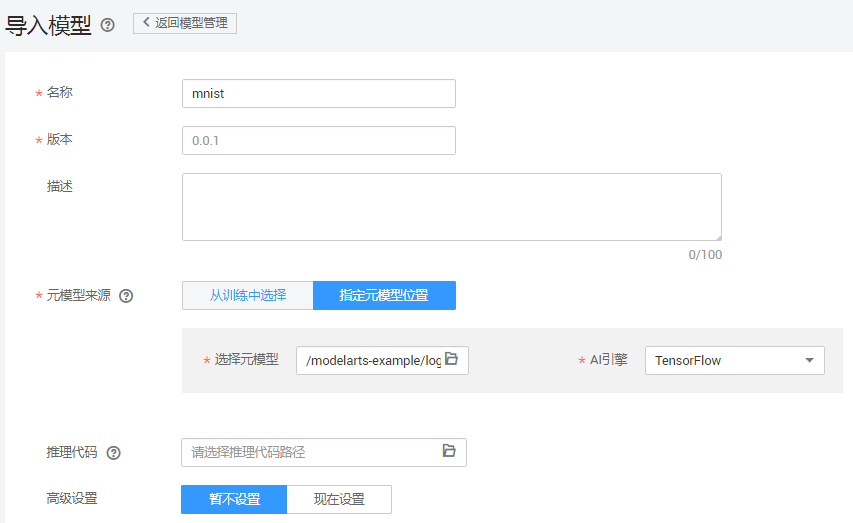 导入模型 ? 返回模型管理
* 名称 mnist
* 版本 0.0.1
描述
0/100
* 元模型来源 ? 从训练中选择 指定元模型位置
* 选择元模型 /modelarts-example/log * AI引擎 TensorFlow
推理代码 ? 请选择推理代码路径
高级设置 暂不设置 现在设置